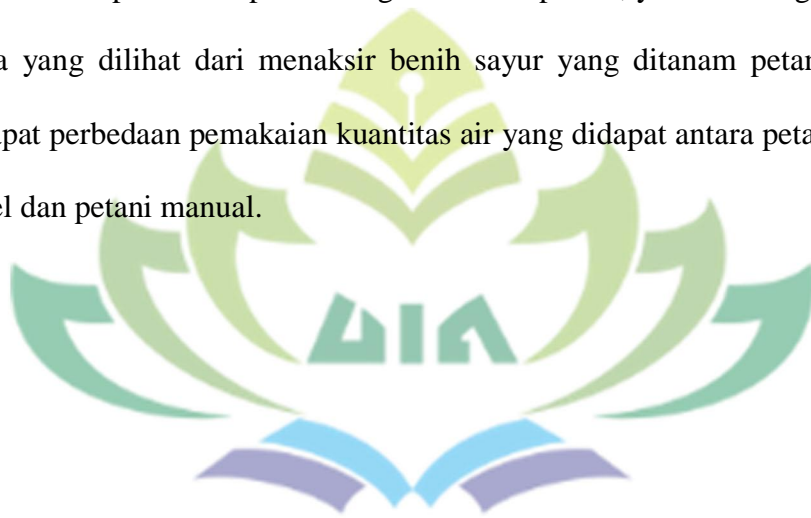 a yang dilihat dari menaksir benih sayur yang ditanam petan
apat perbedaan pemakaian kuantitas air yang didapat antara peta
el dan petani manual.
UIN